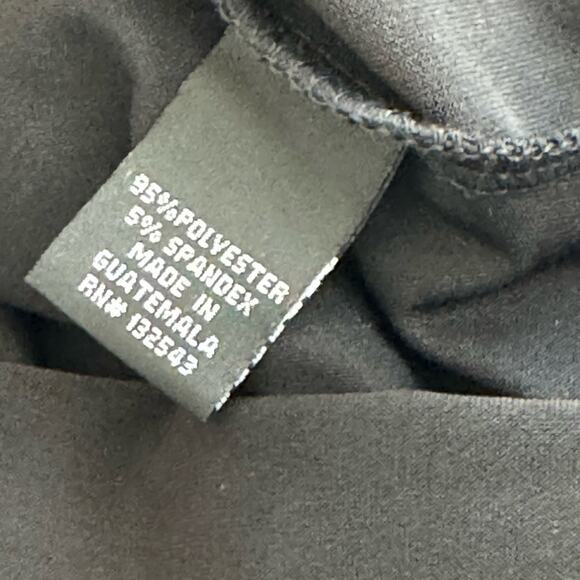 95% POLYESTER
5% SPANDEX
MADE IN
GUATEMALA
RN# 132543